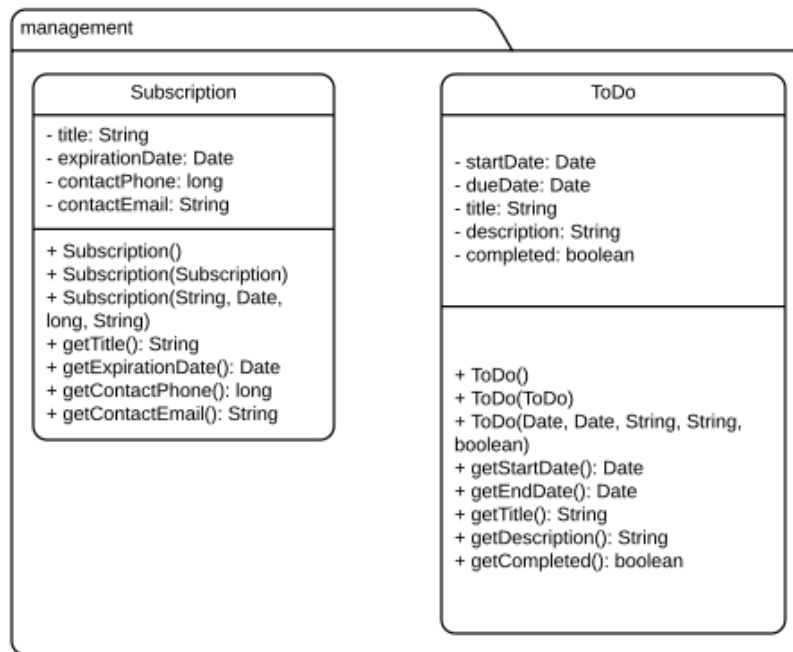 management
Subscription
- title: String
- expirationDate: Date
- contactPhone: long
- contactEmail: String
+ Subscription()
+ Subscription(Subscription)
+ Subscription(String, Date,
long, String)
+ getTitle(): String
+ getExpirationDate(): Date
+ getContactPhone(): long
+ getContactEmail(): String
ToDo
- startDate: Date
- dueDate: Date
- title: String
- description: String
- completed: boolean
+ ToDo()
+ ToDo(ToDo)
+ ToDo(Date, Date, String, String,
boolean)
+ getStartDate(): Date
+ getEndDate(): Date
+ getTitle(): String
+ getDescription(): String
+ getCompleted(): boolean